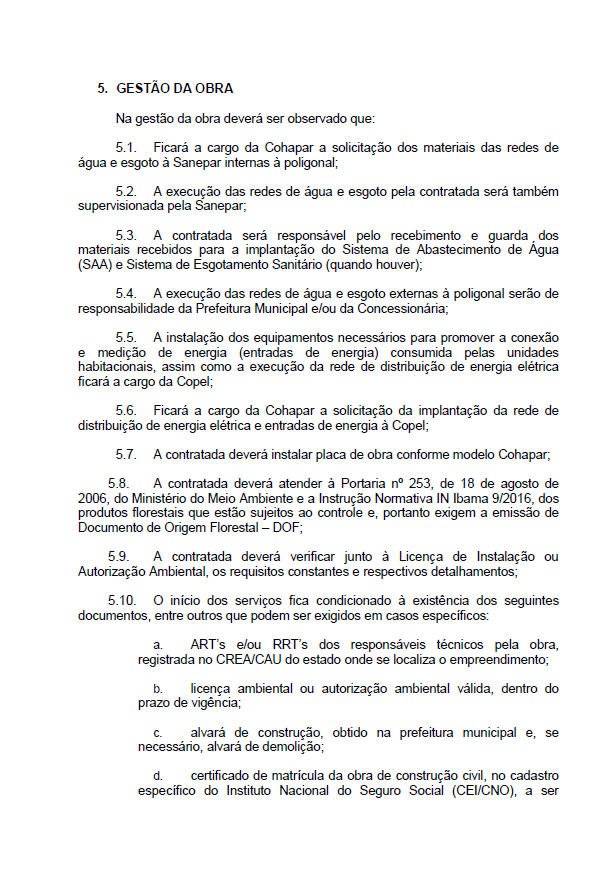 5. GESTÃO DA OBRA
Na gestão da obra deverá ser observado que:
5.1. Ficará a cargo da Cohapar a solicitação dos materiais das redes de
água e esgoto à Sanepar internas à poligonal;
5.2. A execução das redes de água e esgoto pela contratada será também
supervisionada pela Sanepar;
5.3. A contratada será responsável pelo recebimento e guarda dos
materiais recebidos para a implantação do Sistema de Abastecimento de Água
(SAA) e Sistema de Esgotamento Sanitário (quando houver);
5.4. A execução das redes de água e esgoto externas à poligonal serão de
responsabilidade da Prefeitura Municipal e/ou da Concessionária;
5.5. A instalação dos equipamentos necessários para promover a conexão
e medição de energia (entradas de energia) consumida pelas unidades
habitacionais, assim como a execução da rede de distribuição de energia elétrica
ficará a cargo da Copel;
5.6. Ficará a cargo da Cohapar a solicitação da implantação da rede de
distribuição de energia elétrica e entradas de energia à Copel;
5.7. A contratada deverá instalar placa de obra conforme modelo Cohapar;
5.8. A contratada deverá atender à Portaria nº 253, de 18 de agosto de
2006, do Ministério do Meio Ambiente e a Instrução Normativa IN Ibama 9/2016, dos
produtos florestais que estão sujeitos ao controle e, portanto exigem a emissão de
Documento de Origem Florestal – DOF;
5.9. A contratada deverá verificar junto à Licença de Instalação ou
Autorização Ambiental, os requisitos constantes e respectivos detalhamentos;
5.10. O início dos serviços fica condicionado à existência dos seguintes
documentos, entre outros que podem ser exigidos em casos específicos:
a. ART's e/ou RRT's dos responsáveis técnicos pela obra,
registrada no CREA/CAU do estado onde se localiza o empreendimento;
b. licença ambiental ou autorização ambiental válida, dentro do
prazo de vigência;
c. alvará de construção, obtido na prefeitura municipal e, se
necessário, alvará de demolição;
d. certificado de matrícula da obra de construção civil, no cadastro
específico do Instituto Nacional do Seguro Social (CEI/CNO), a ser